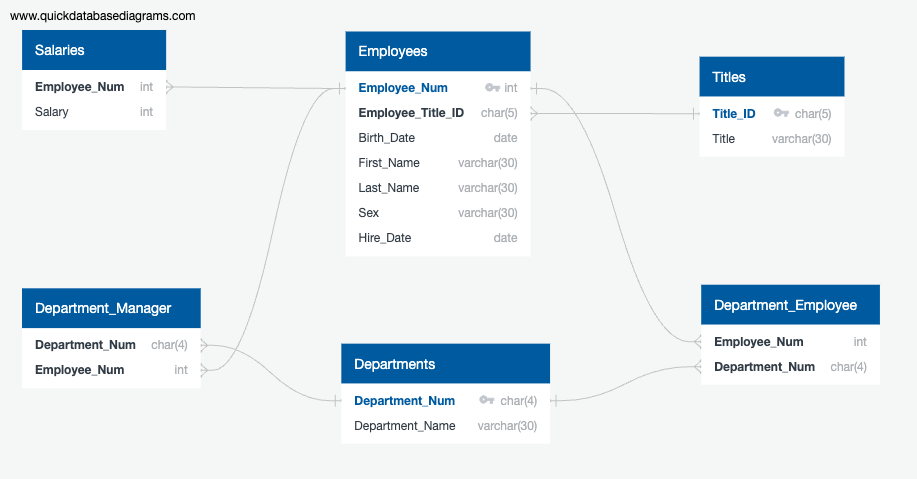 www.quickdatabasediagrams.com
Salaries
Employee_Num int
Salary int
Employees
Employee_Num int
Employee_Title_ID char(5)
Birth_Date date
First_Name varchar(30)
Last_Name varchar(30)
Sex varchar(30)
Hire_Date date
Titles
Title_ID char(5)
Title varchar(30)
Department_Manager
Department_Num char(4)
Employee_Num int
Departments
Department_Num char(4)
Department_Name varchar(30)
Department_Employee
Employee_Num int
Department_Num char(4)